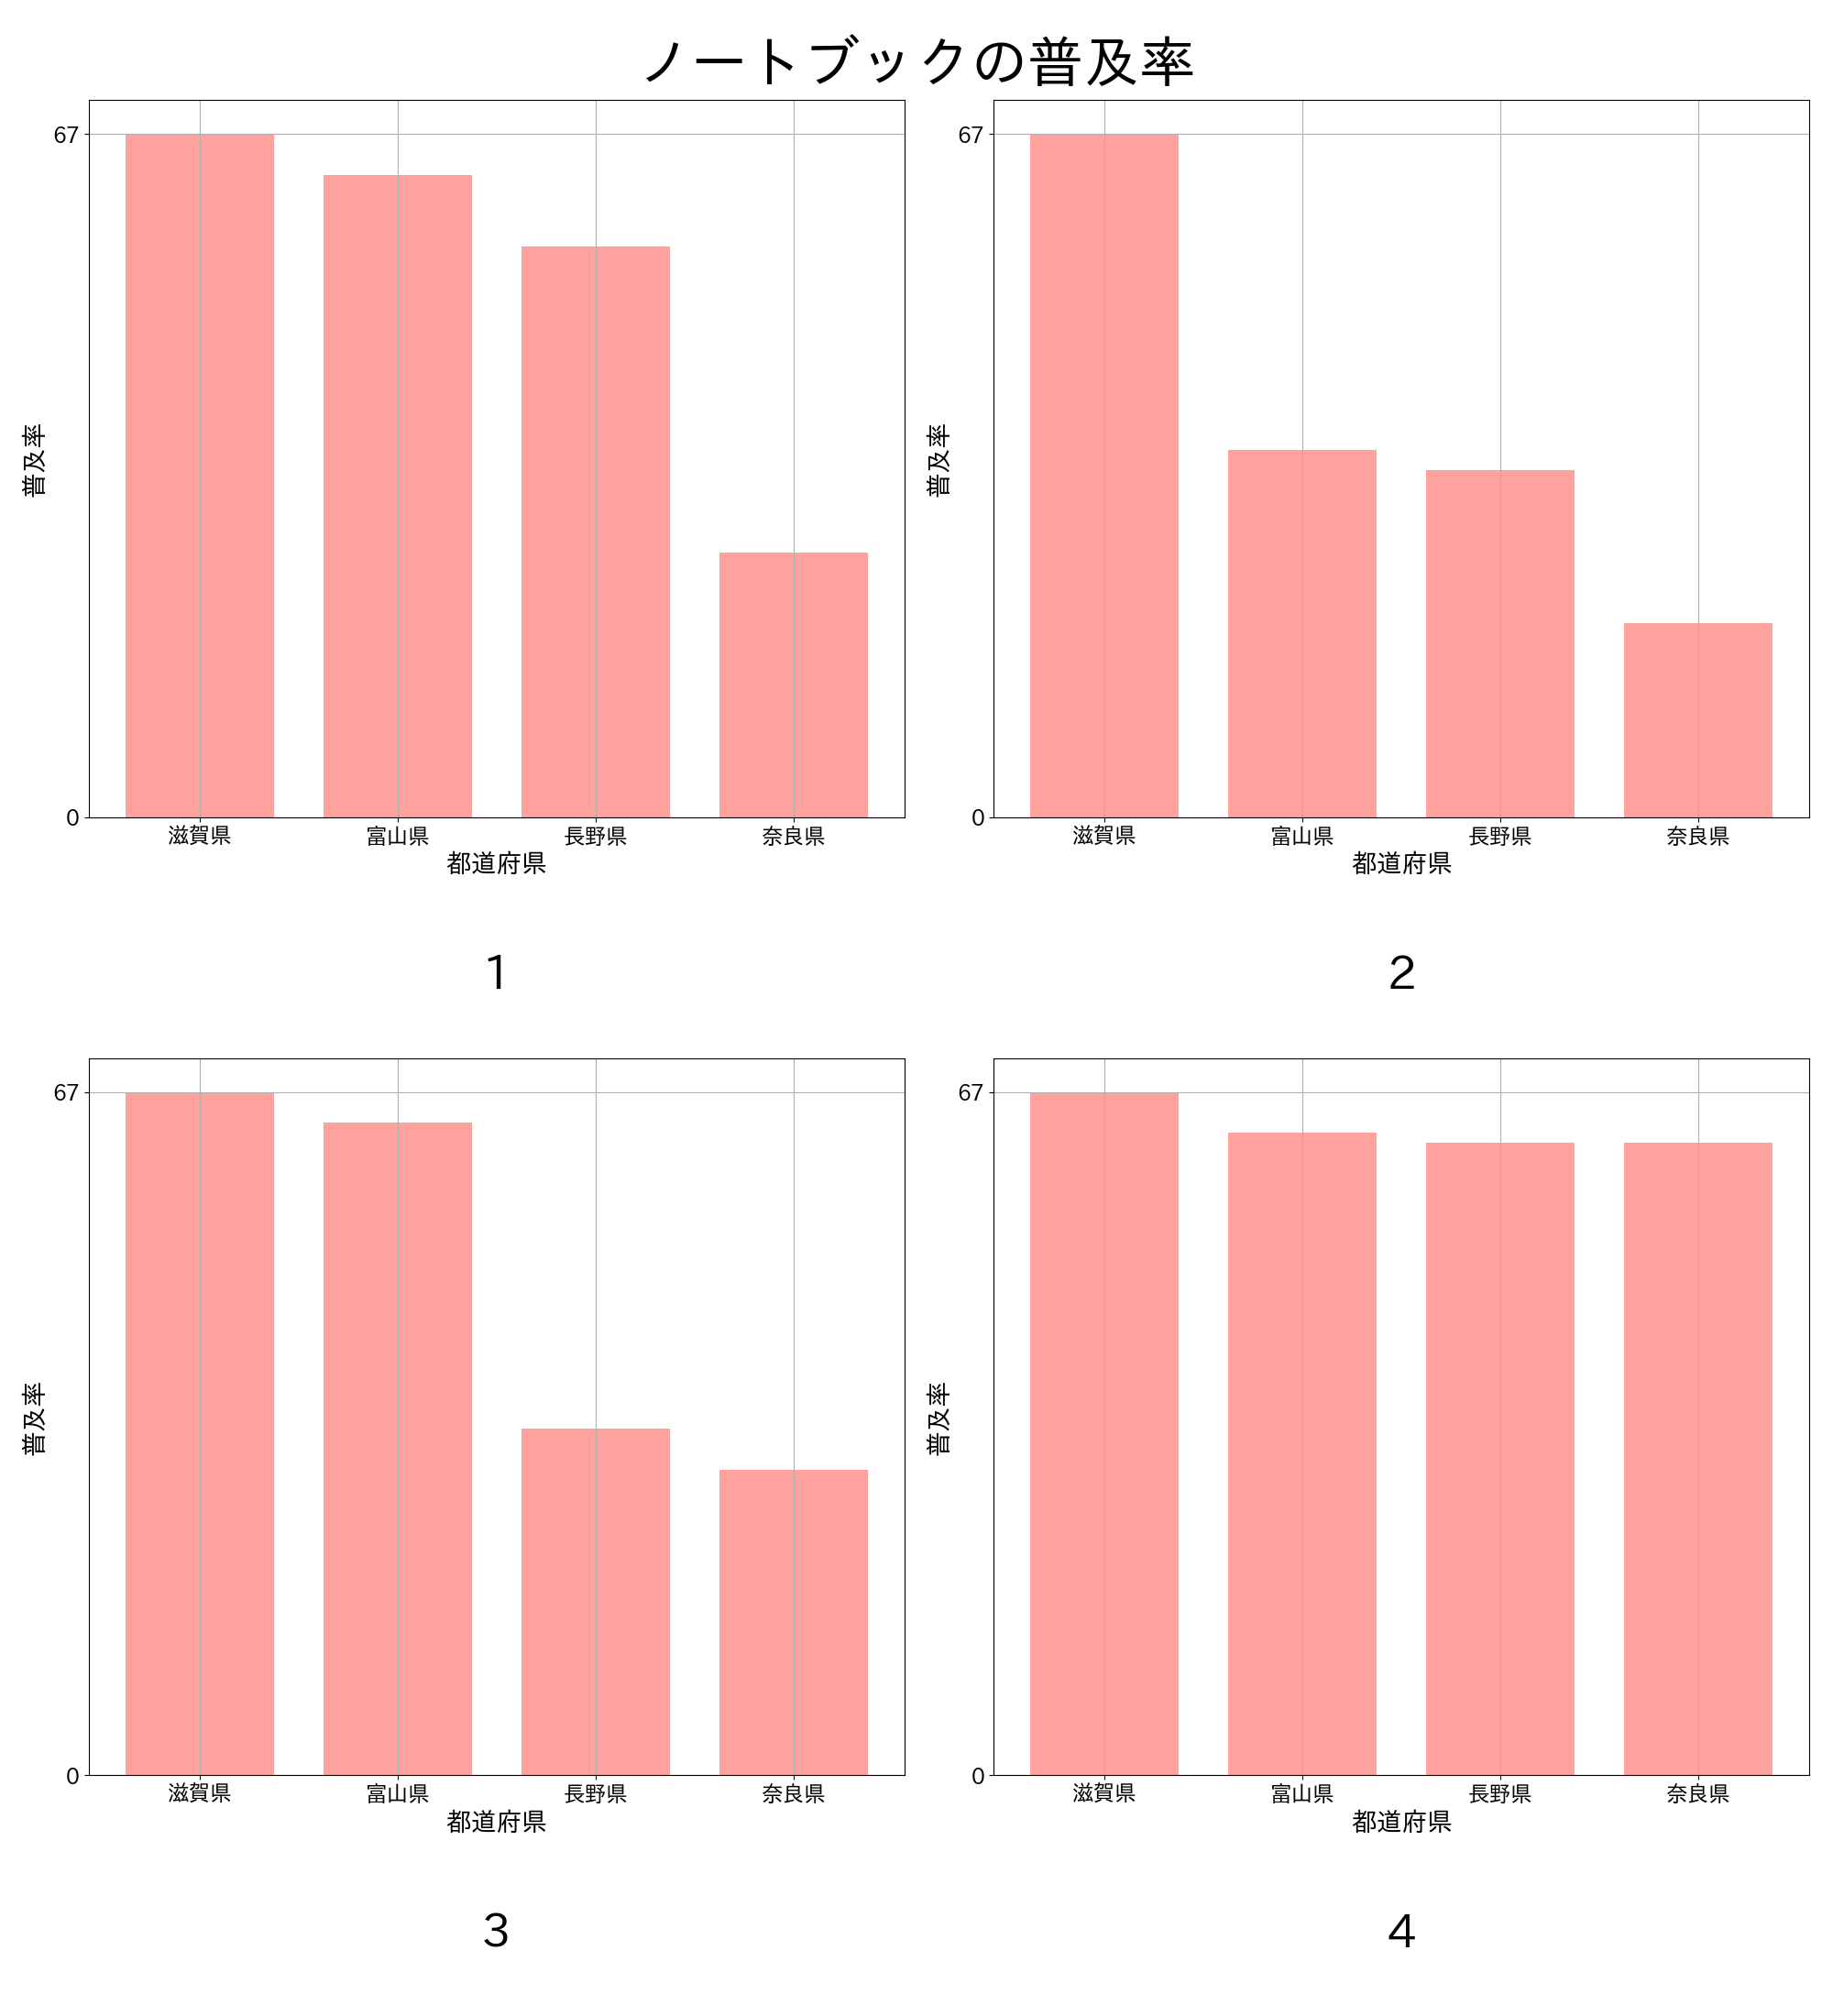 ノートブックの普及率
67
0
普及率
滋賀県 富山県 長野県 奈良県
都道府県
1
67
0
普及率
滋賀県 富山県 長野県 奈良県
都道府県
2
67
0
普及率
滋賀県 富山県 長野県 奈良県
都道府県
3
67
0
普及率
滋賀県 富山県 長野県 奈良県
都道府県
4